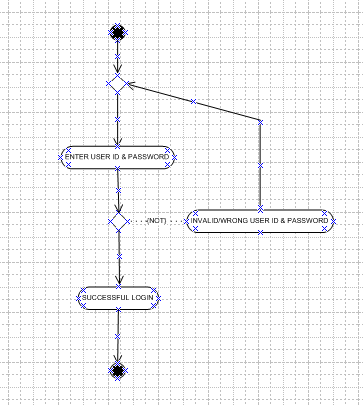 ENTER USER ID & PASSWORD
(NOT)
INVALID/WRONG USER ID & PASSWORD
SUCCESSFUL LOGIN